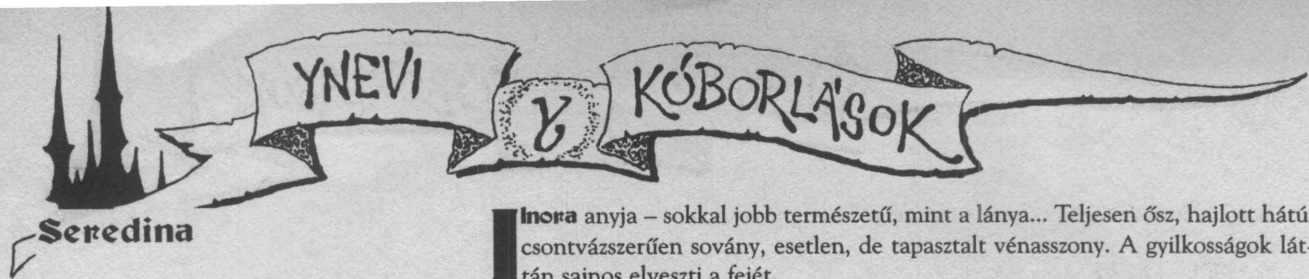 YNEVI Y KÓBORLÁSOK
Seredina
Inora anyja – sokkal jobb természetű, mint a lánya... Teljesen ősz, hajlott hátú,
csontvázszerűen sovány, esetlen, de tapasztalt vénasszony. A gyilkosságok lát-
tán sajnos elveszti a fejét.